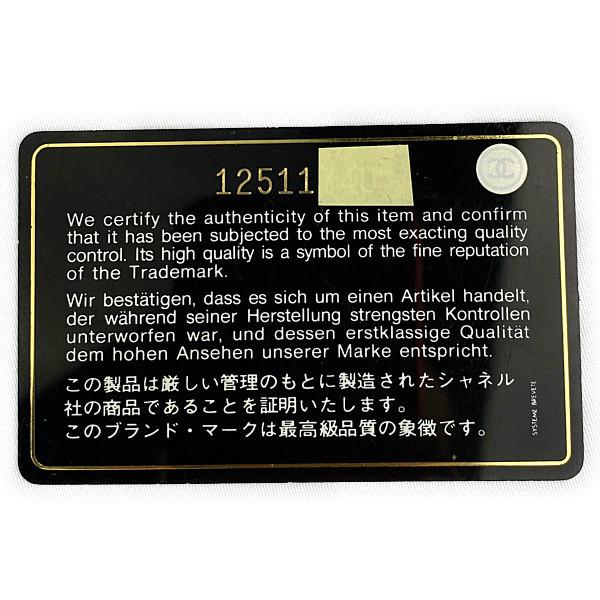 12511
We certify the authenticity of this item and confirm
that it has been subjected to the most exacting quality
control. Its high quality is a symbol of the fine reputation
of the Trademark.
Wir bestätigen, dass es sich um einen Artikel handelt,
der während seiner Herstellung strengsten Kontrollen
unterworfen war, und dessen erstklassige Qualität
dem hohen Ansehen unserer Marke entspricht.
この製品は厳しい管理のもとに製造されたシャネル
社の商品であることを証明いたします。
このブランド・マークは最高級品質の象徴です。
SYSTEME BREVETE